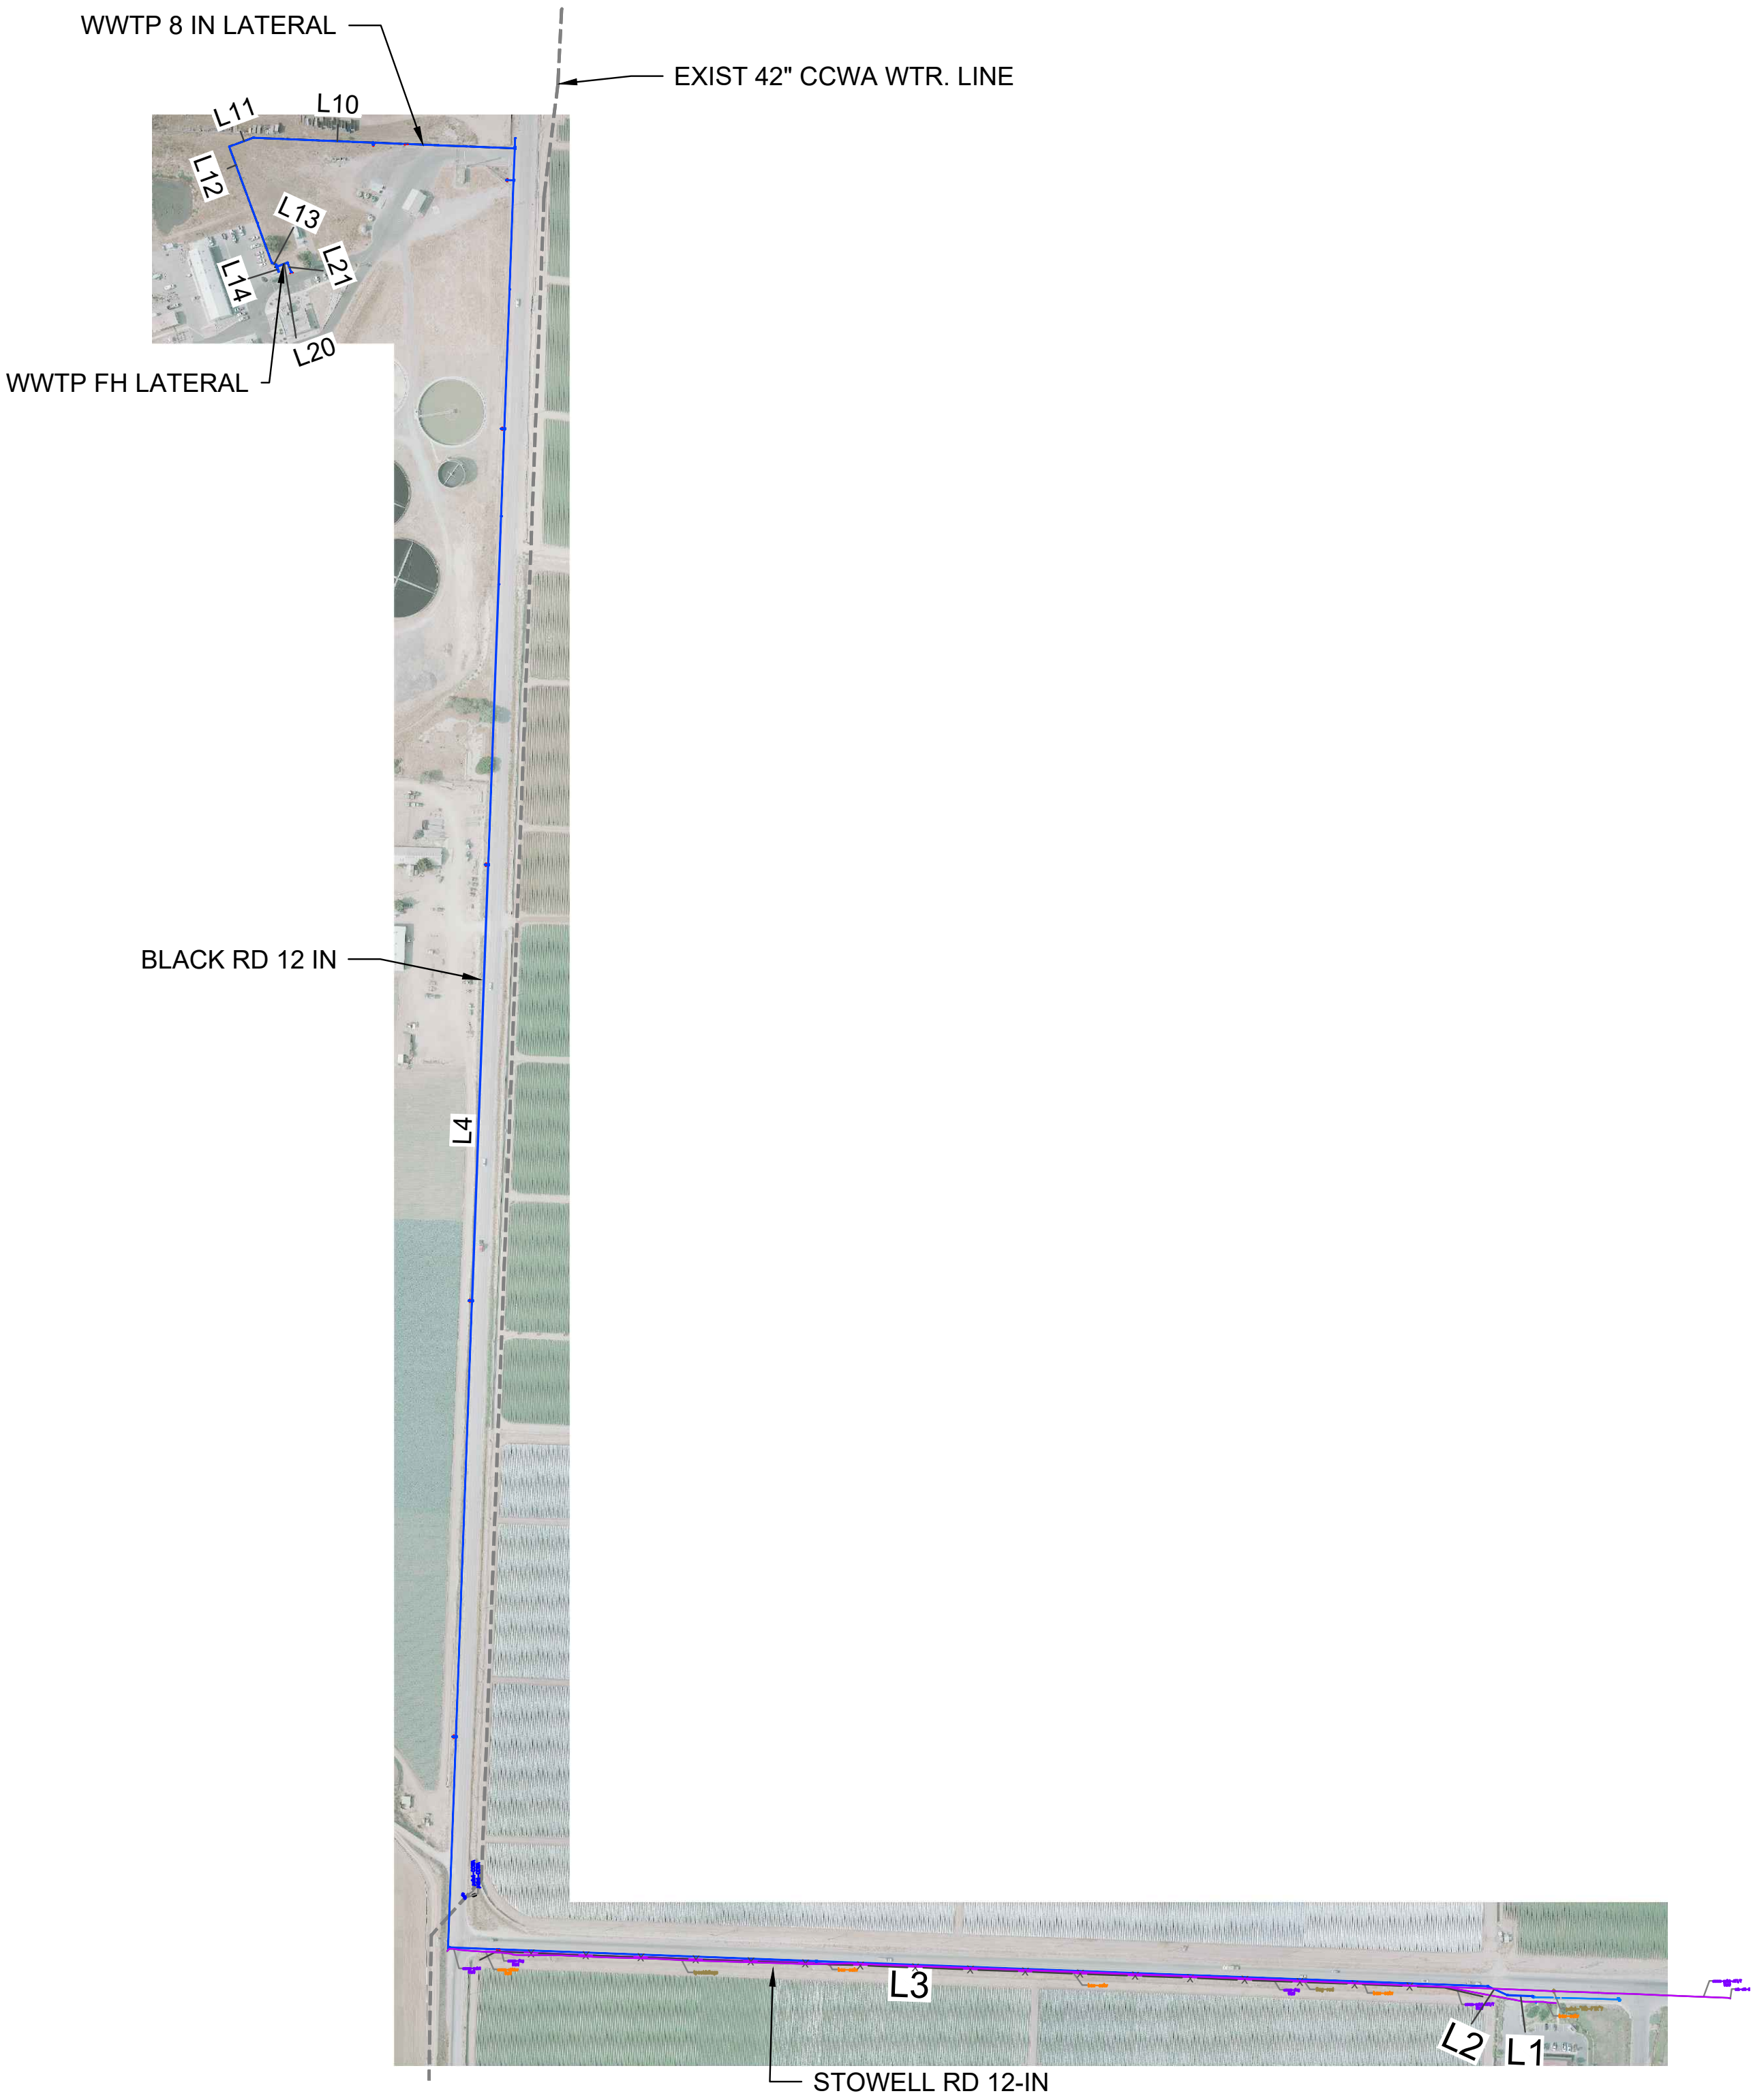 WWTP 8 IN LATERAL
EXIST 42" CCWA WTR. LINE
L11
L10
L12
L13
L14
L21
L20
WWTP FH LATERAL
BLACK RD 12 IN
L4
L3
L2
L1
STOWELL RD 12-IN